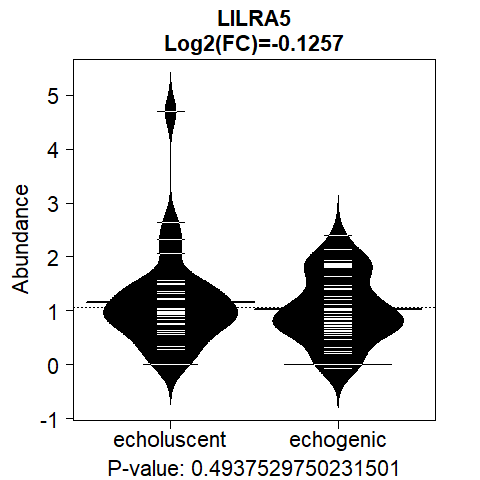 LILRA5
Log2(FC)=-0.1257
Abundance
5
4
3
2
1
0
-1
echoluscent echogenic
P-value: 0.4937529750231501